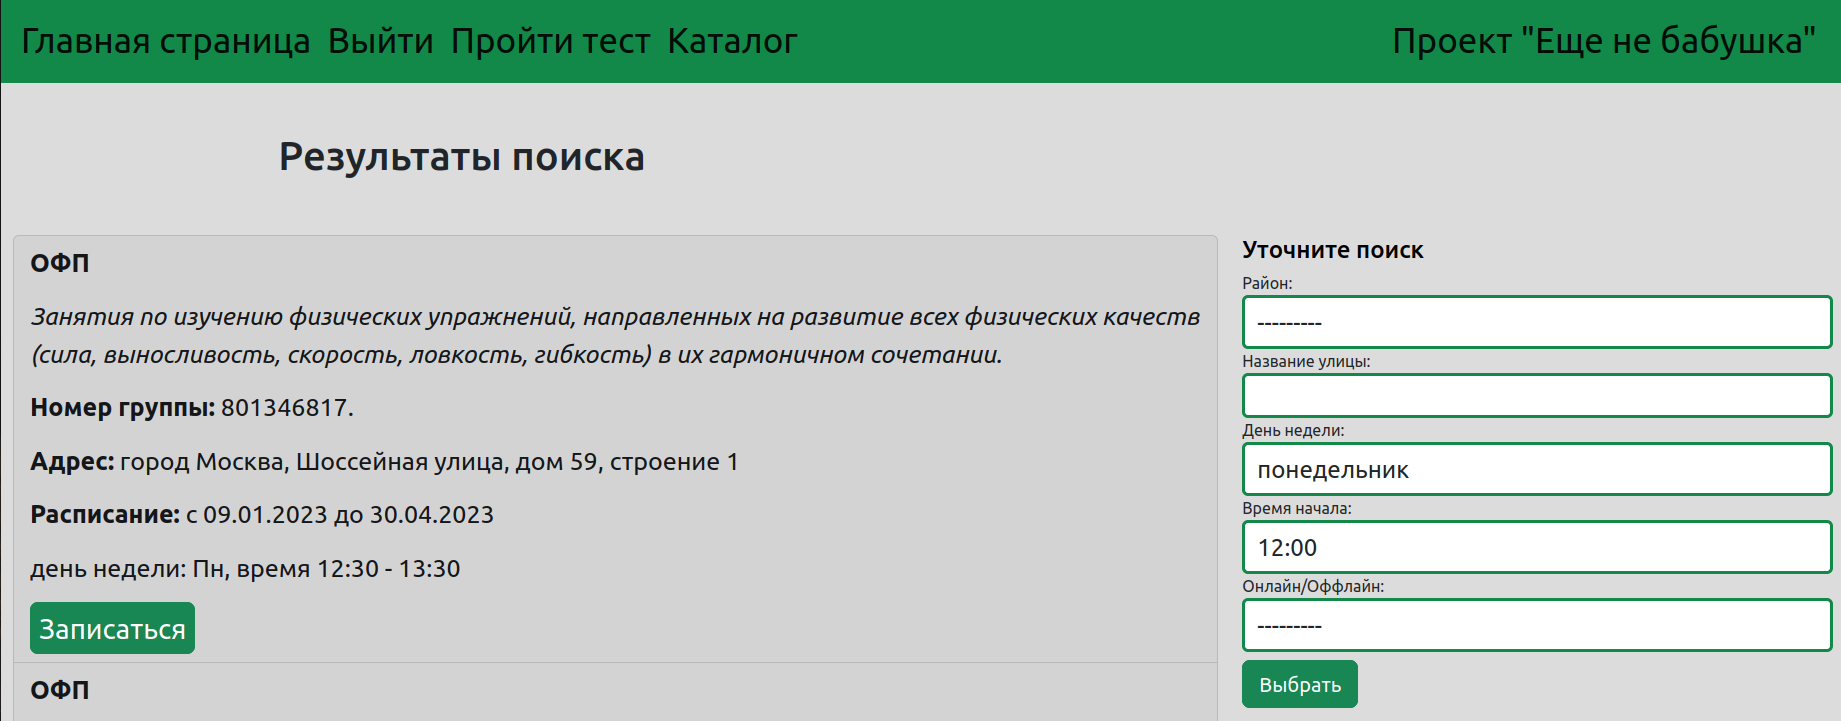 Главная страница Выйти Пройти тест Каталог Проект "Еще не бабушка"
Результаты поиска
ОФП
Занятия по изучению физических упражнений, направленных на развитие всех физических качеств
(сила, выносливость, скорость, ловкость, гибкость) в их гармоничном сочетании.
Номер группы: 801346817.
Адрес: город Москва, Шоссейная улица, дом 59, строение 1
Расписание: с 09.01.2023 до 30.04.2023
день недели: Пн, время 12:30 - 13:30
Записаться
ОФП
Уточните поиск
Район:
---------
Название улицы:
День недели:
понедельник
Время начала:
12:00
Онлайн/Оффлайн:
---------
Выбрать